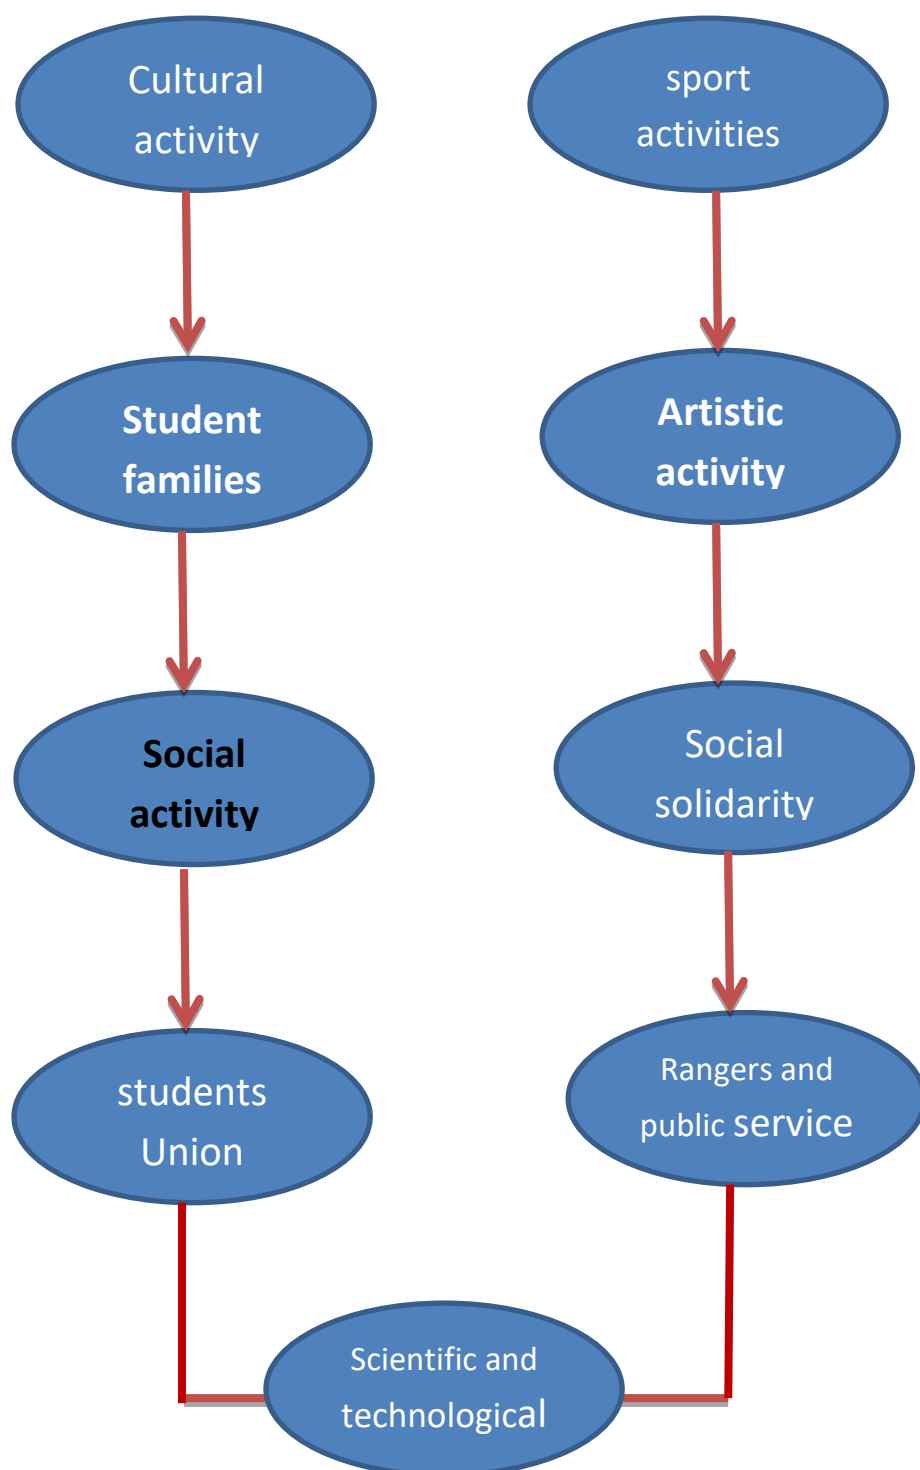 Cultural
activity
sport
activities
Student
families
Artistic
activity
Social
activity
Social
solidarity
students
Union
Rangers and
public service
Scientific and
technological